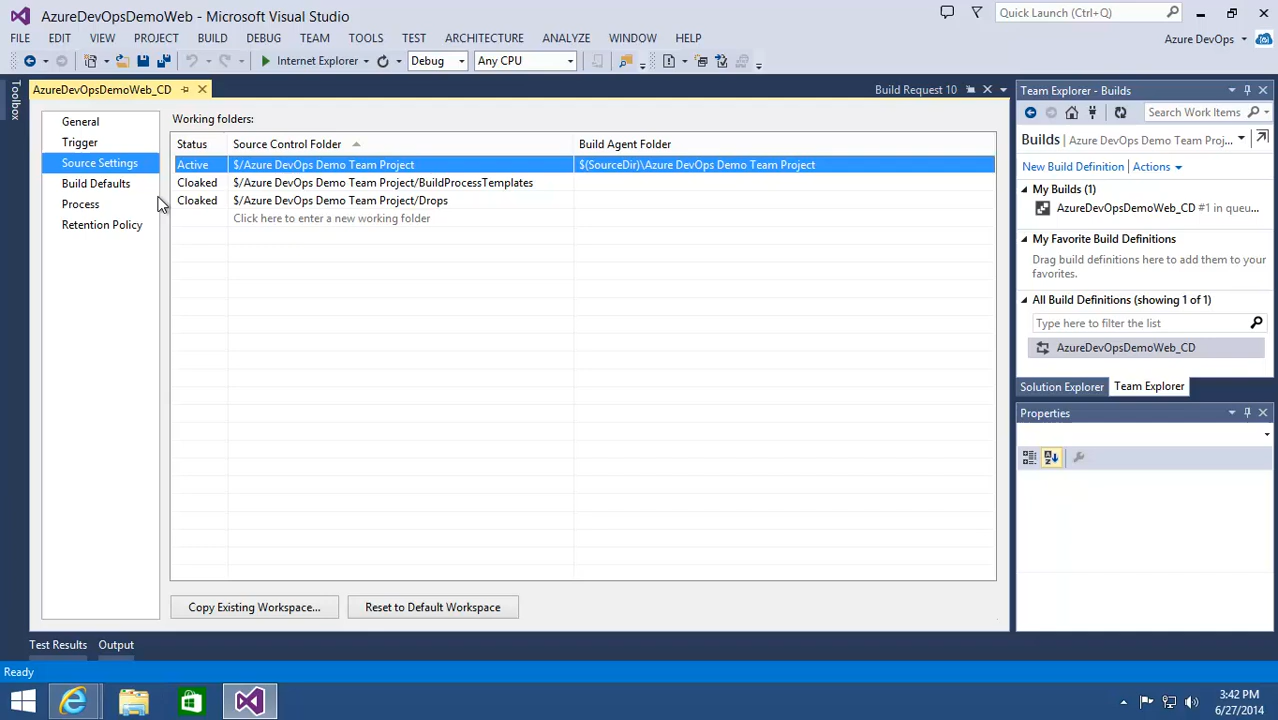 AzureDevOpsDemoWeb - Microsoft Visual Studio
Quick Launch (Ctrl+Q)
FILE EDIT VIEW PROJECT BUILD DEBUG TEAM TOOLS TEST ARCHITECTURE ANALYZE WINDOW HELP
Azure DevOps
Internet Explorer
Debug
Any CPU
Toolbox
AzureDevOpsDemoWeb_CD
Build Request 10
General
Trigger
Source Settings
Build Defaults
Process
Retention Policy
Working folders:
Status Source Control Folder Build Agent Folder
Active $/Azure DevOps Demo Team Project $(SourceDir)\Azure DevOps Demo Team Project
Cloaked $/Azure DevOps Demo Team Project/BuildProcessTemplates
Cloaked $/Azure DevOps Demo Team Project/Drops
Click here to enter a new working folder
Copy Existing Workspace...
Reset to Default Workspace
Team Explorer - Builds
Search Work Items
Builds Azure DevOps Demo Team Proj...
New Build Definition Actions
My Builds (1)
AzureDevOpsDemoWeb_CD #1 in queu...
My Favorite Build Definitions
Drag build definitions here to add them to your
favorites.
All Build Definitions (showing 1 of 1)
Type here to filter the list
AzureDevOpsDemoWeb_CD
Solution Explorer
Team Explorer
Properties
Test Results
Output
Ready
3:42 PM
6/27/2014